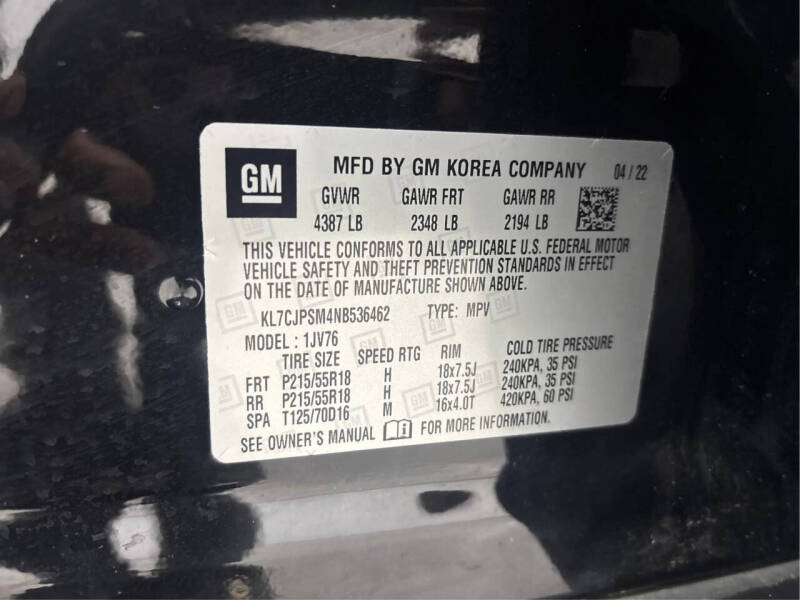 GM MFD BY GM KOREA COMPANY 04 / 22
GVWR GAWR FRT GAWR RR
4387 LB 2348 LB 2194 LB
THIS VEHICLE CONFORMS TO ALL APPLICABLE U.S. FEDERAL MOTOR
VEHICLE SAFETY AND THEFT PREVENTION STANDARDS IN EFFECT
ON THE DATE OF MANUFACTURE SHOWN ABOVE.
KL7CJPSM4NB536462 TYPE: MPV
MODEL : 1JV76
TIRE SIZE SPEED RTG RIM COLD TIRE PRESSURE
FRT P215/55R18 H 18x7.5J 240KPA, 35 PSI
RR P215/55R18 H 18x7.5J 240KPA, 35 PSI
SPA T125/70D16 M 16x4.0T 420KPA, 60 PSI
SEE OWNER'S MANUAL FOR MORE INFORMATION.